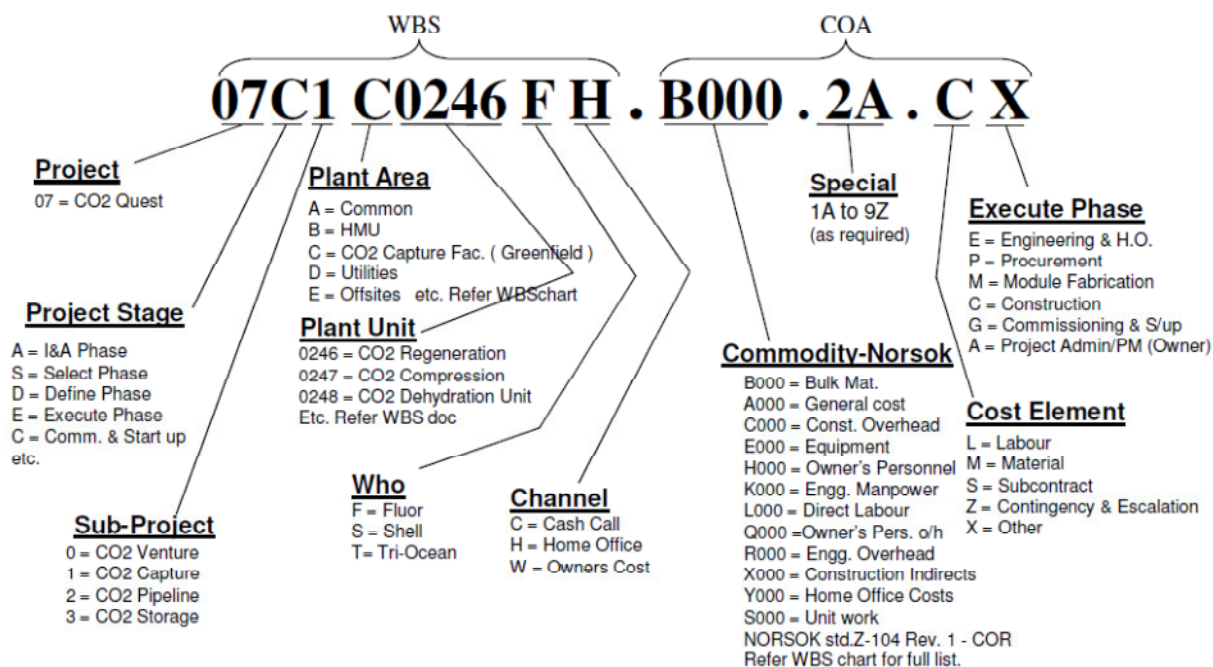 WBS
COA
07C1 C0246 F H . B000 . 2A . C X
Project
07 = CO2 Quest
Plant Area
A = Common
B = HMU
C = CO2 Capture Fac. ( Greenfield )
D = Utilities
E = Offsites etc. Refer WBSchart
Special
1A to 9Z
(as required)
Execute Phase
E = Engineering & H.O.
P – Procurement
M = Module Fabrication
C = Construction
G = Commissioning & S/up
A = Project Admin/PM (Owner)
Project Stage
A = I&A Phase
S = Select Phase
D = Define Phase
E = Execute Phase
C = Comm. & Start up
etc.
Plant Unit
0246 = CO2 Regeneration
0247 = CO2 Compression
0248 = CO2 Dehydration Unit
Etc. Refer WBS doc
Commodity-Norsok
B000 = Bulk Mat.
A000 = General cost
C000 = Const. Overhead
E000 = Equipment
H000 = Owner's Personnel
K000 = Engg. Manpower
L000 = Direct Labour
Q000 =Owner's Pers. o/h
R000 = Engg. Overhead
X000 = Construction Indirects
Y000 = Home Office Costs
S000 = Unit work
NORSOK std.Z-104 Rev. 1 - COR
Refer WBS chart for full list.
Cost Element
L = Labour
M = Material
S = Subcontract
Z = Contingency & Escalation
X = Other
Sub-Project
0 = CO2 Venture
1 = CO2 Capture
2 = CO2 Pipeline
3 = CO2 Storage
Who
F = Fluor
S = Shell
T= Tri-Ocean
Channel
C = Cash Call
H = Home Office
W – Owners Cost